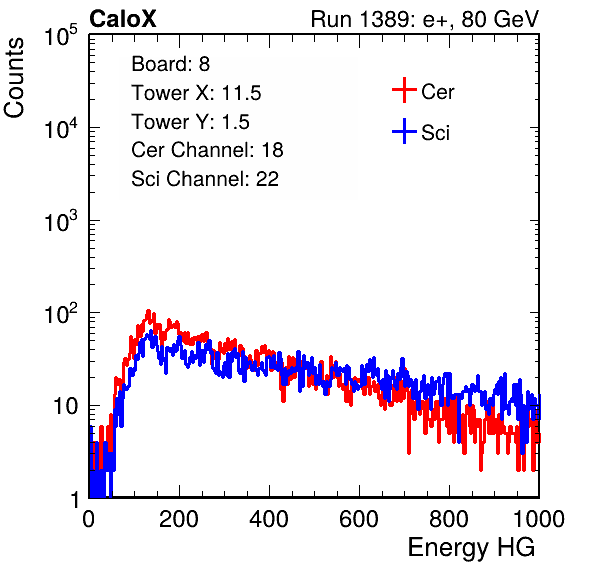 CaloX Run 1389: e+, 80 GeV
Counts
10^5
10^4
10^3
10^2
10
1
Board: 8
Tower X: 11.5
Tower Y: 1.5
Cer Channel: 18
Sci Channel: 22
Cer
Sci
0 200 400 600 800 1000
Energy HG